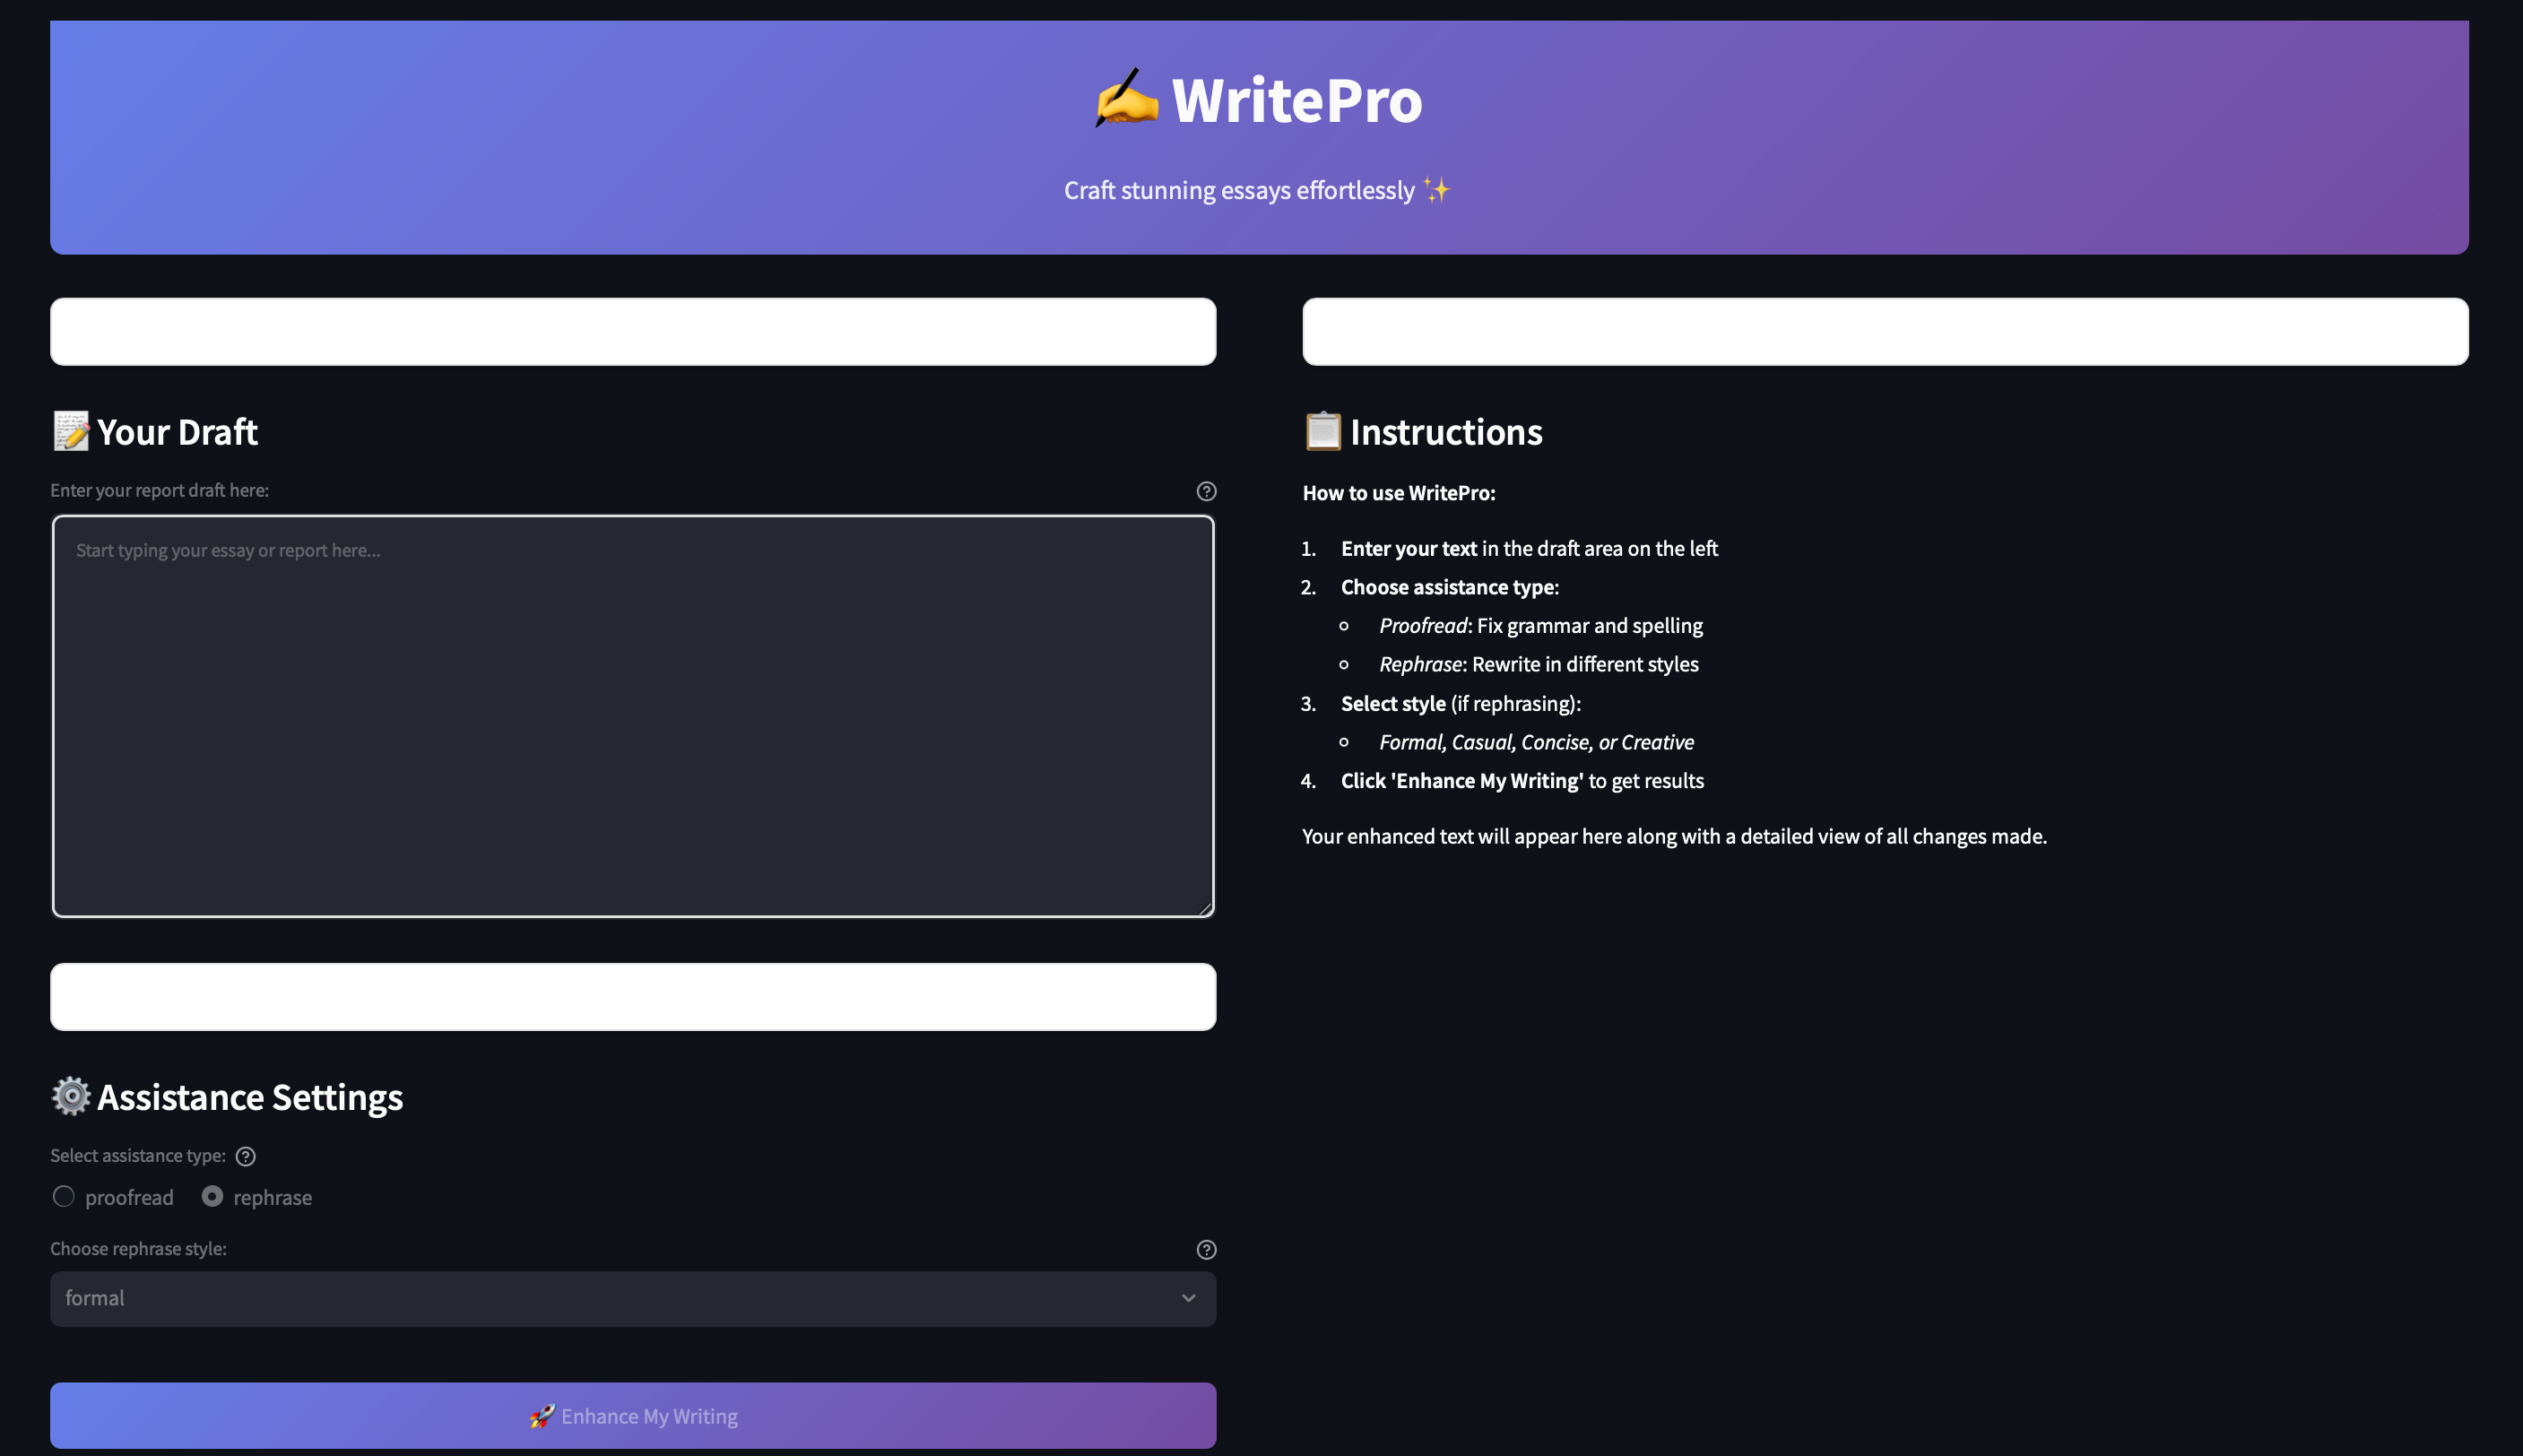 ✍️ WritePro
Craft stunning essays effortlessly ✨
📝 Your Draft
Enter your report draft here:
Start typing your essay or report here...
⚙️ Assistance Settings
Select assistance type:
proofread rephrase
Choose rephrase style:
formal
🚀 Enhance My Writing
📋 Instructions
How to use WritePro:
1. Enter your text in the draft area on the left
2. Choose assistance type:
Proofread: Fix grammar and spelling
Rephrase: Rewrite in different styles
3. Select style (if rephrasing):
Formal, Casual, Concise, or Creative
4. Click 'Enhance My Writing' to get results
Your enhanced text will appear here along with a detailed view of all changes made.